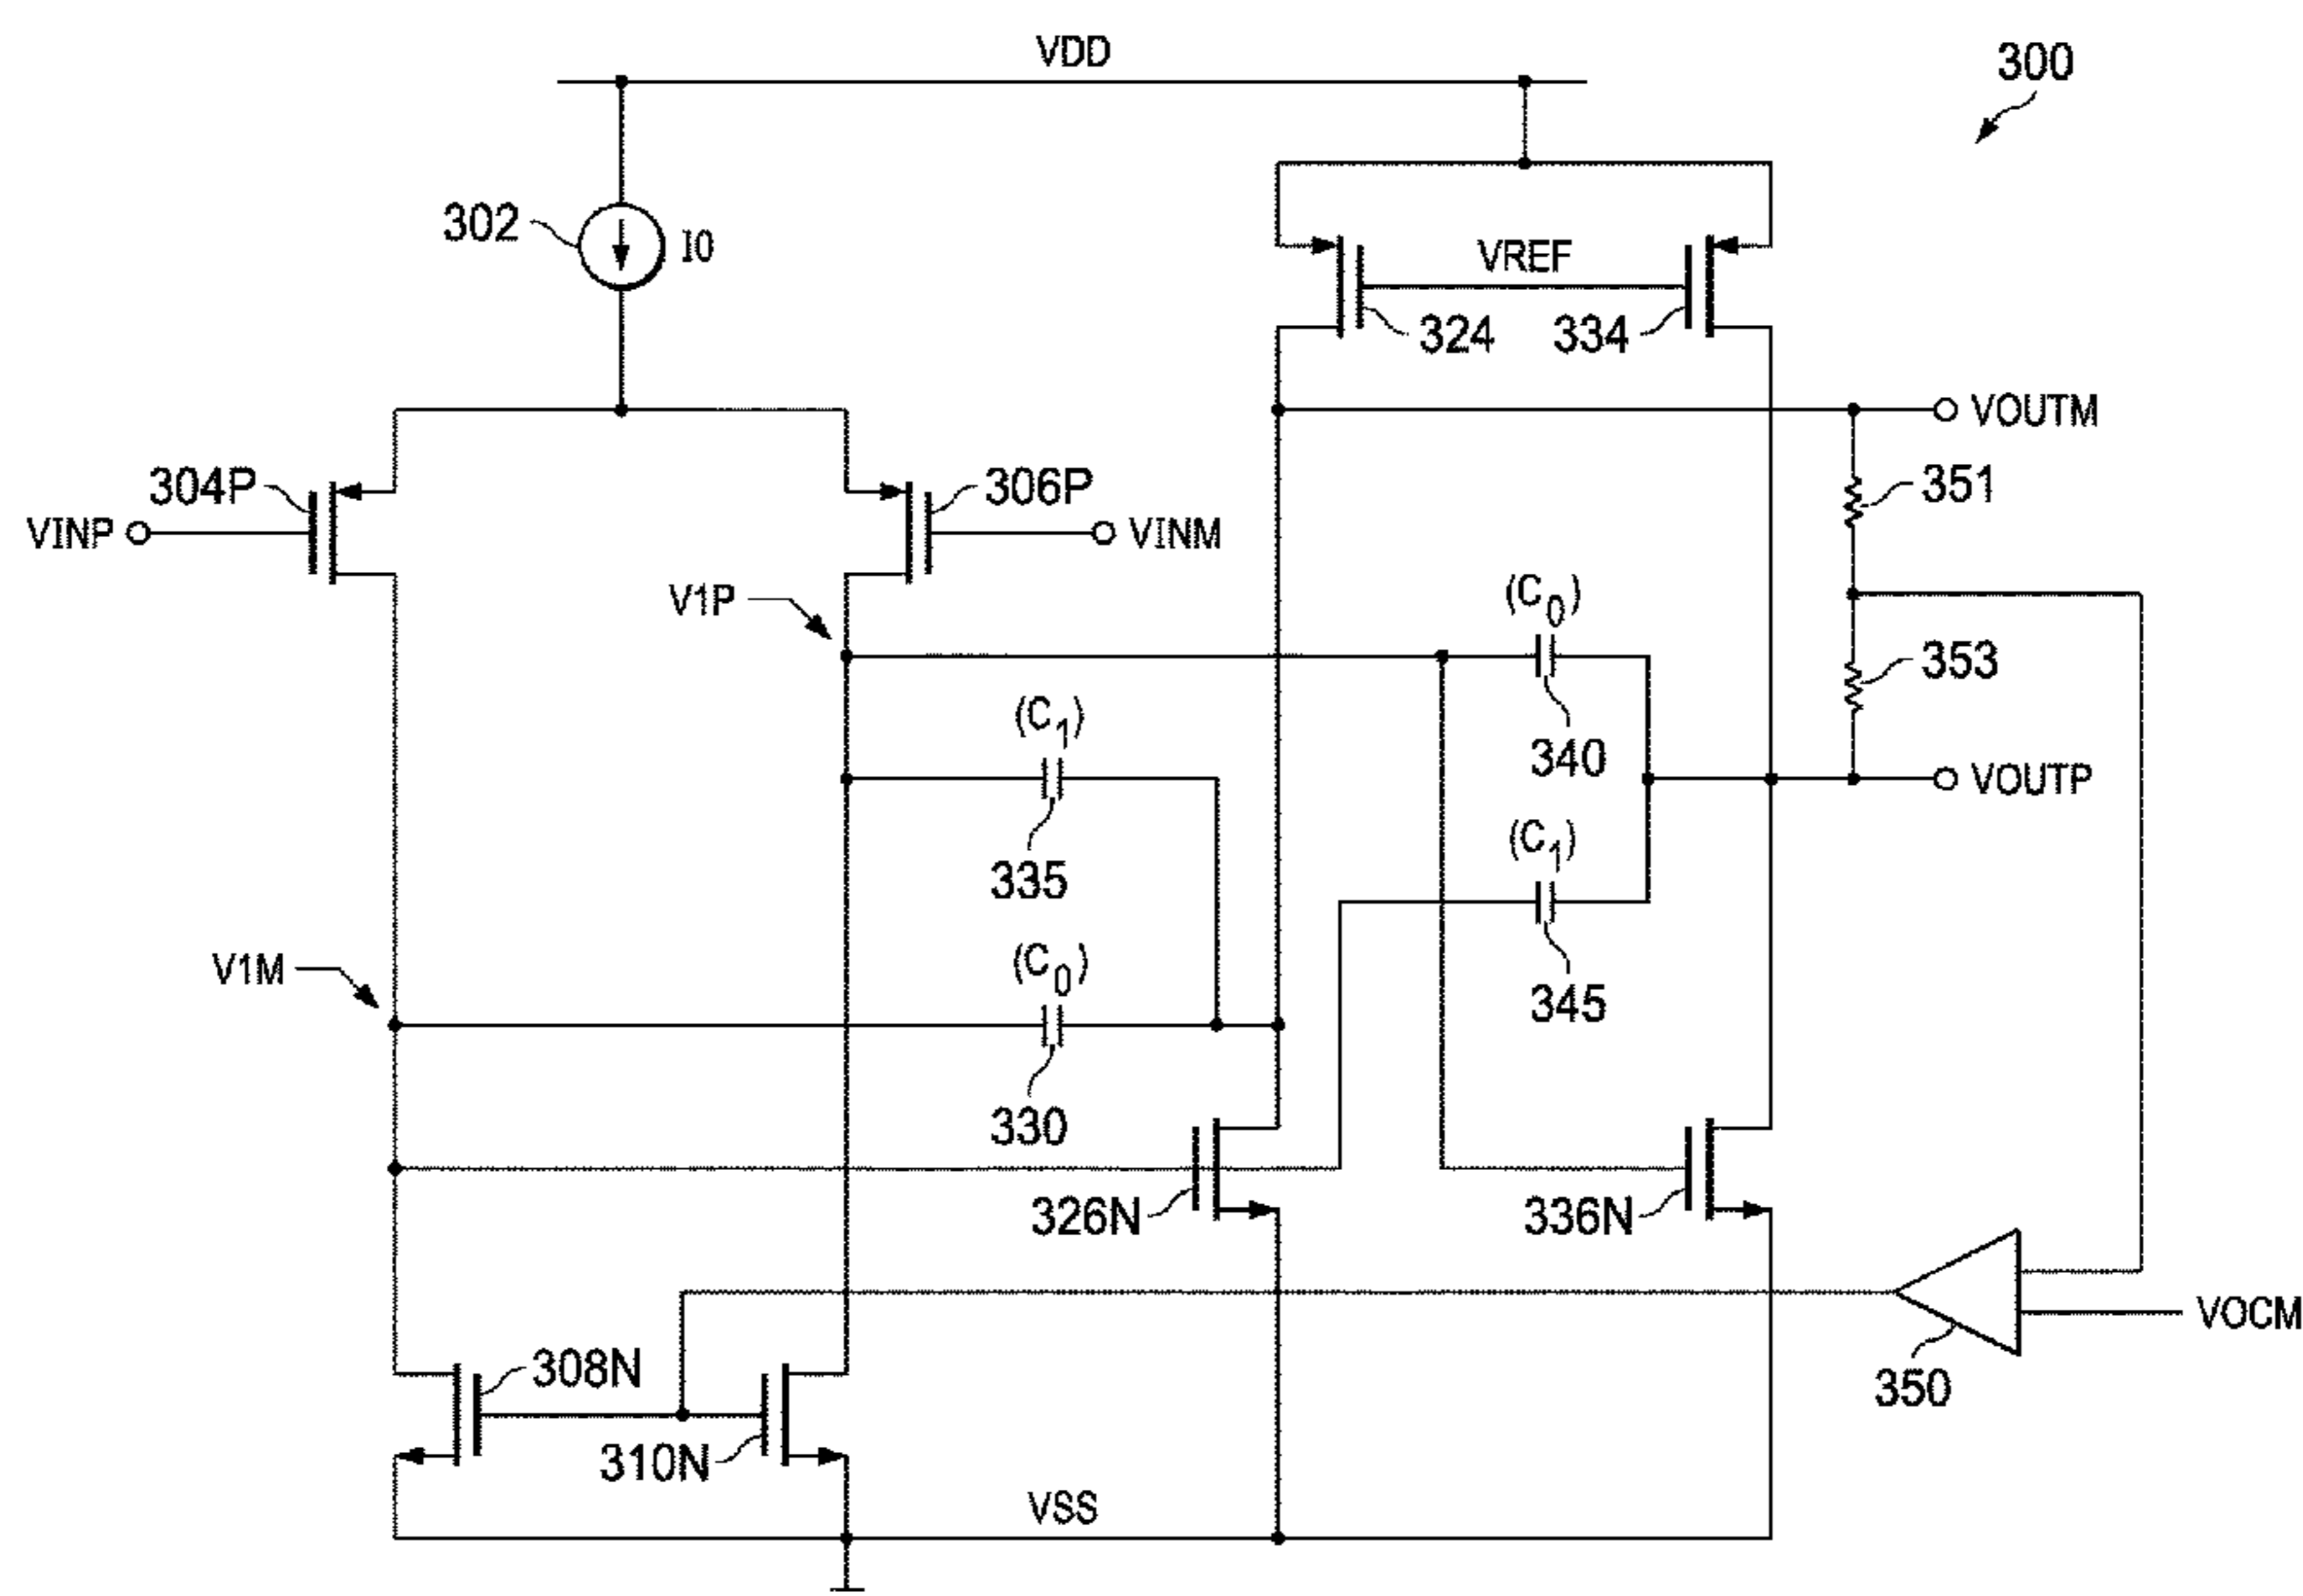 VDD
300
302
I0
VREF
324
334
VOUTM
304P
306P
351
VINP
VINM
V1P
(C0)
353
(C1)
340
VOUTP
(C1)
335
(C0)
V1M
345
330
326N
336N
VOCM
308N
350
310N
VSS